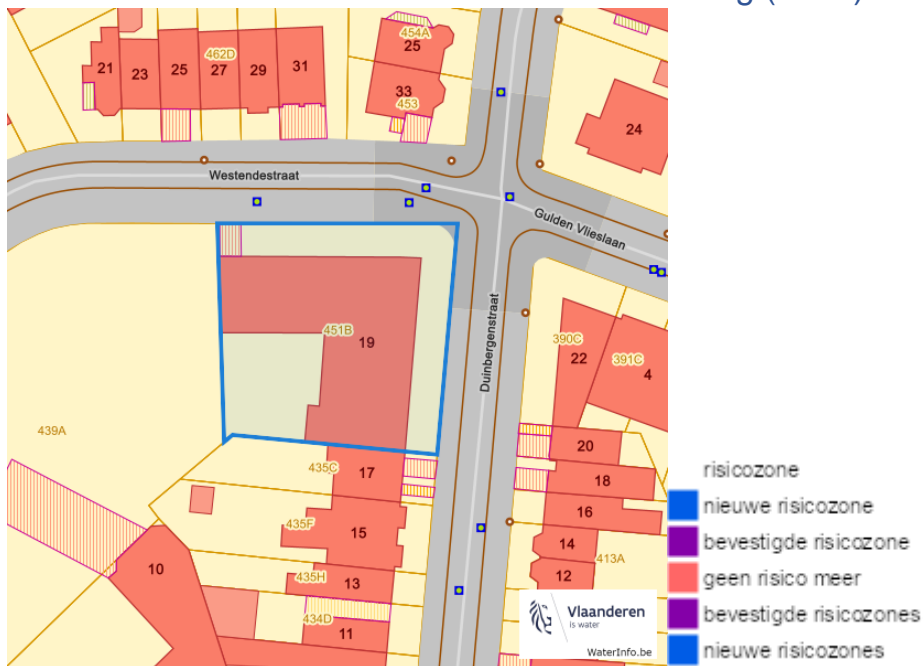 454A
21
23
25
462D
27
29
31
25
33
453
24
Westendestraat
Gulden Vlieslaan
Duinbergenstraat
451B
19
390C
22
391C
4
439A
435C
17
20
18
16
435F
15
14
413A
12
10
435H
13
434D
11
Vlaanderen
is water
WaterInfo.be
risicozone
nieuwe risicozone
bevestigde risicozone
geen risico meer
bevestigde risicozones
nieuwe risicozones